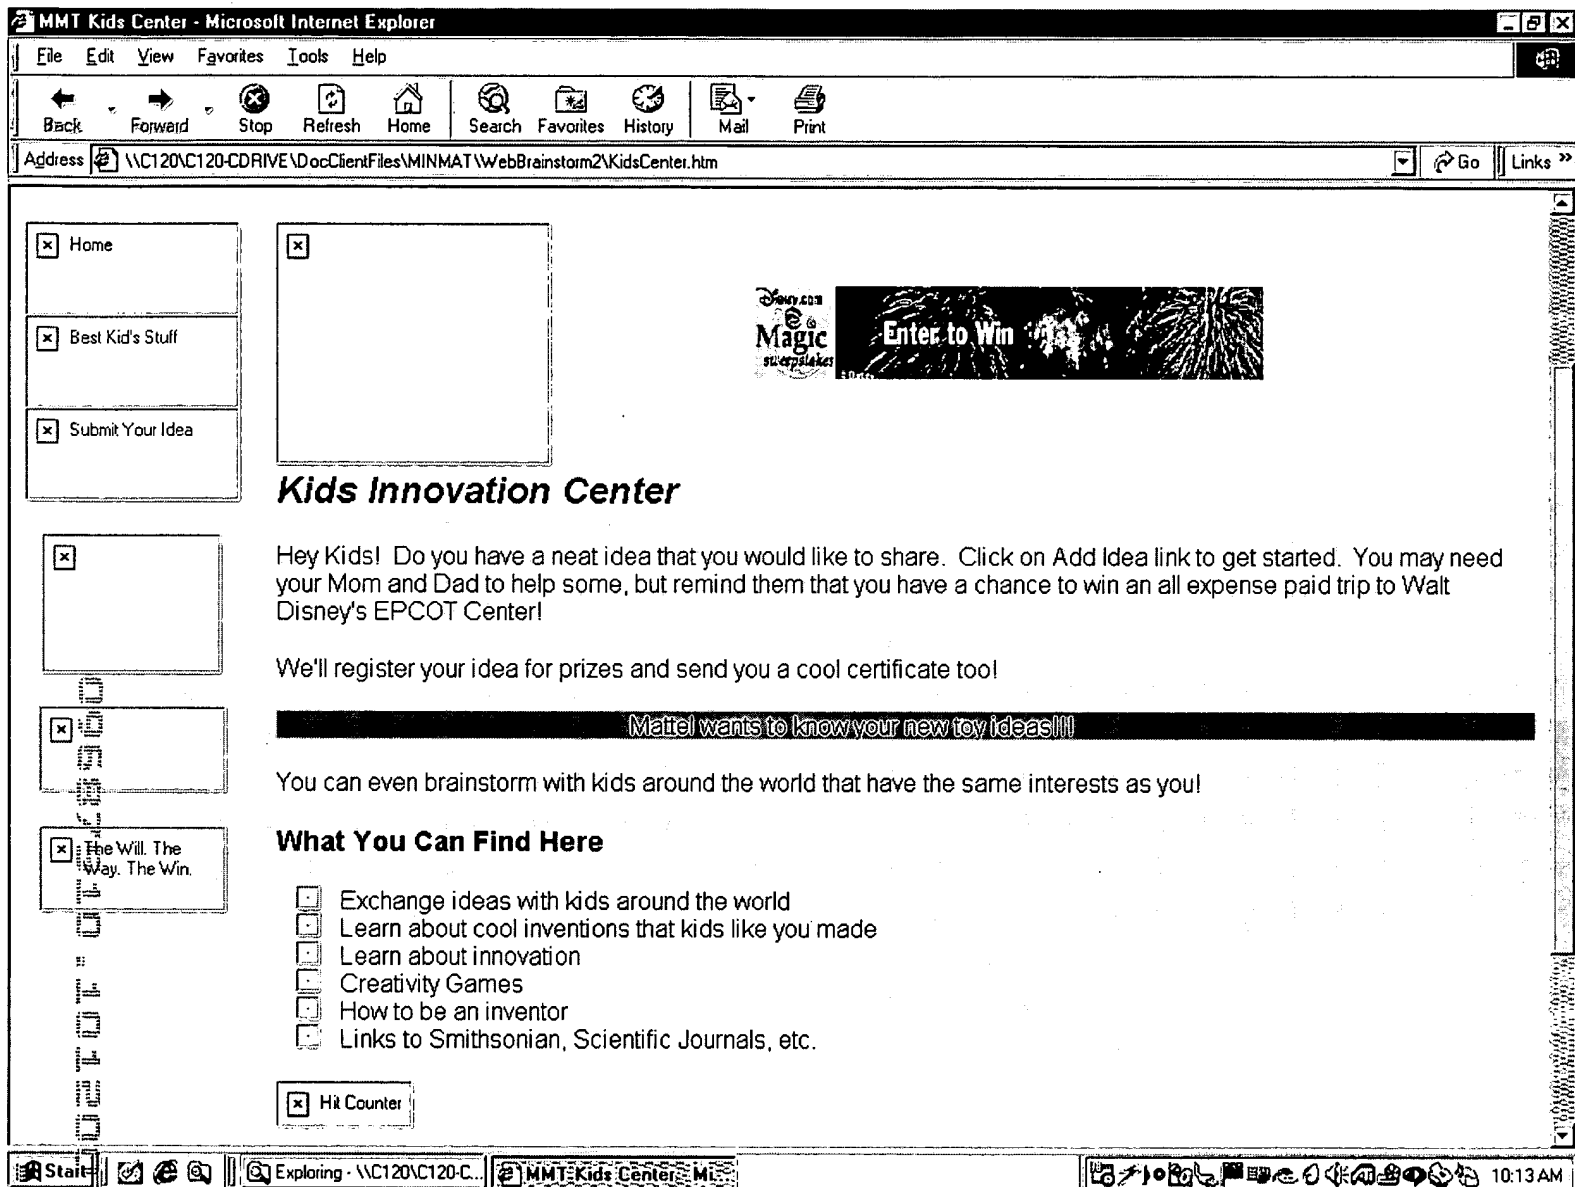 MMT Kids Center - Microsoft Internet Explorer
File Edit View Favorites Tools Help
Back Forward Stop Refresh Home Search Favorites History Mail Print
Address \\C120\C120-CDRIVE\DocClientFiles\MINMAT\WebBrainstorm2\KidsCenter.htm Go Links »
Home
Best Kid's Stuff
Submit Your Idea
Disney.com
Magic
sweepstakes
Enter to Win
Kids Innovation Center
Hey Kids! Do you have a neat idea that you would like to share. Click on Add Idea link to get started. You may need
your Mom and Dad to help some, but remind them that you have a chance to win an all expense paid trip to Walt
Disney's EPCOT Center!
We'll register your idea for prizes and send you a cool certificate too!
Mattel wants to know your new toy ideas!!!
You can even brainstorm with kids around the world that have the same interests as you!
The Will. The
Way. The Win.
What You Can Find Here
Exchange ideas with kids around the world
Learn about cool inventions that kids like you made
Learn about innovation
Creativity Games
How to be an inventor
Links to Smithsonian, Scientific Journals, etc.
Hit Counter
Start Exploring - \\C120\C120-C... MMT Kids Center - Mi... 10:13 AM